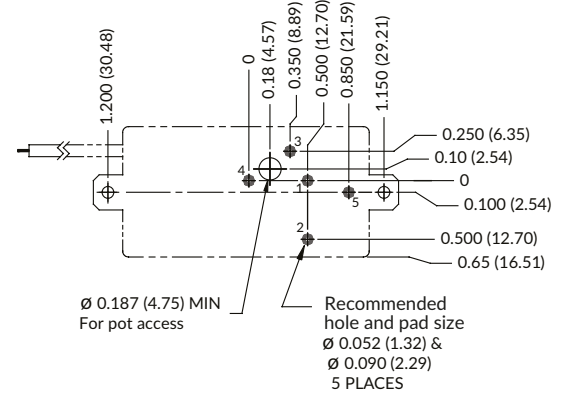 1.200 (30.48)
0
0.18 (4.57)
0.350 (8.89)
0.500 (12.70)
0.850 (21.59)
1.150 (29.21)
3
0.250 (6.35)
0.10 (2.54)
4
0
1
5
0.100 (2.54)
2
0.500 (12.70)
0.65 (16.51)
Ø 0.187 (4.75) MIN
For pot access
Recommended
hole and pad size
Ø 0.052 (1.32) &
Ø 0.090 (2.29)
5 PLACES